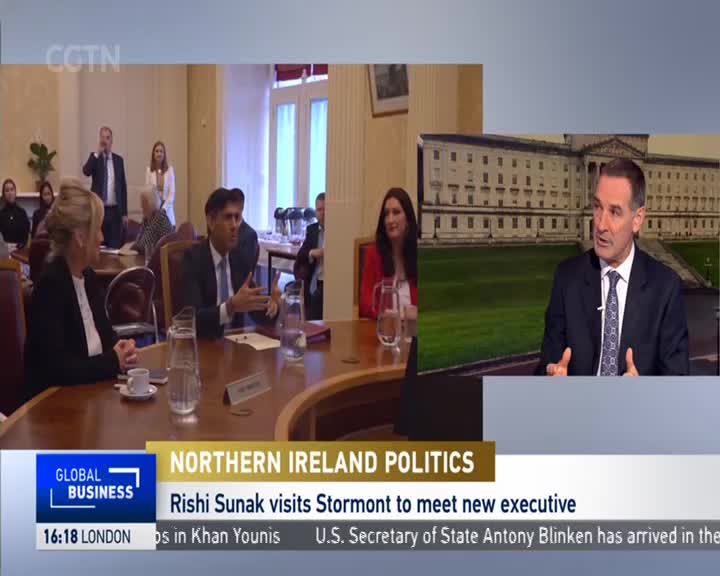 CGTN
NORTHERN IRELAND POLITICS
GLOBAL
BUSINESS
Rishi Sunak visits Stormont to meet new executive
16:18 LONDON
ps in Khan Younis U.S. Secretary of State Antony Blinken has arrived in the